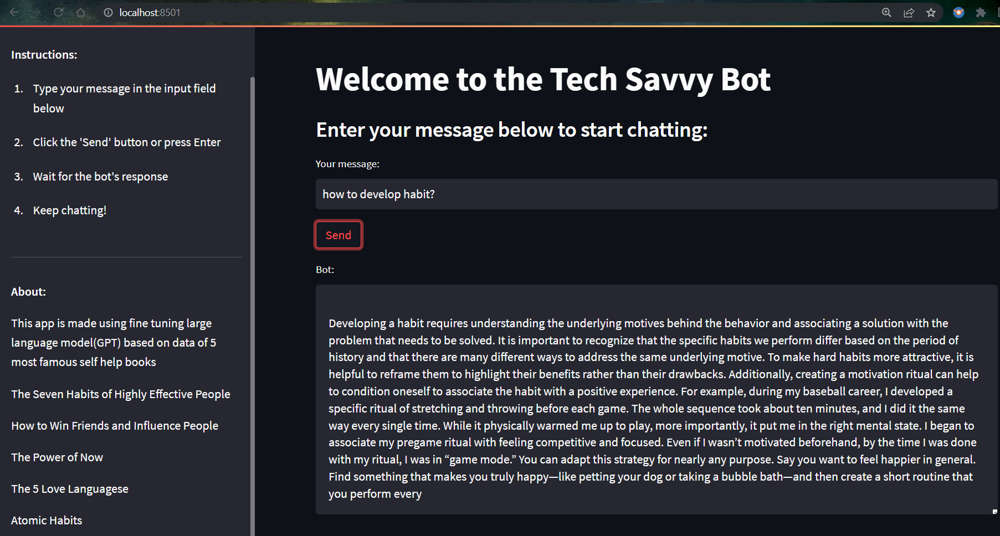 localhost:8501
Instructions:
1. Type your message in the input field
below
2. Click the 'Send' button or press Enter
3. Wait for the bot's response
4. Keep chatting!
About:
This app is made using fine tuning large
language model(GPT) based on data of 5
most famous self help books
The Seven Habits of Highly Effective People
How to Win Friends and Influence People
The Power of Now
The 5 Love Languagese
Atomic Habits
Welcome to the Tech Savvy Bot
Enter your message below to start chatting:
Your message:
how to develop habit?
Send
Bot:
Developing a habit requires understanding the underlying motives behind the behavior and associating a solution with the
problem that needs to be solved. It is important to recognize that the specific habits we perform differ based on the period of
history and that there are many different ways to address the same underlying motive. To make hard habits more attractive, it is
helpful to reframe them to highlight their benefits rather than their drawbacks. Additionally, creating a motivation ritual can help
to condition oneself to associate the habit with a positive experience. For example, during my baseball career, I developed a
specific ritual of stretching and throwing before each game. The whole sequence took about ten minutes, and I did it the same
way every single time. While it physically warmed me up to play, more importantly, it put me in the right mental state. I began to
associate my pregame ritual with feeling competitive and focused. Even if I wasn’t motivated beforehand, by the time I was done
with my ritual, I was in “game mode.” You can adapt this strategy for nearly any purpose. Say you want to feel happier in general.
Find something that makes you truly happy—like petting your dog or taking a bubble bath—and then create a short routine that
you perform every